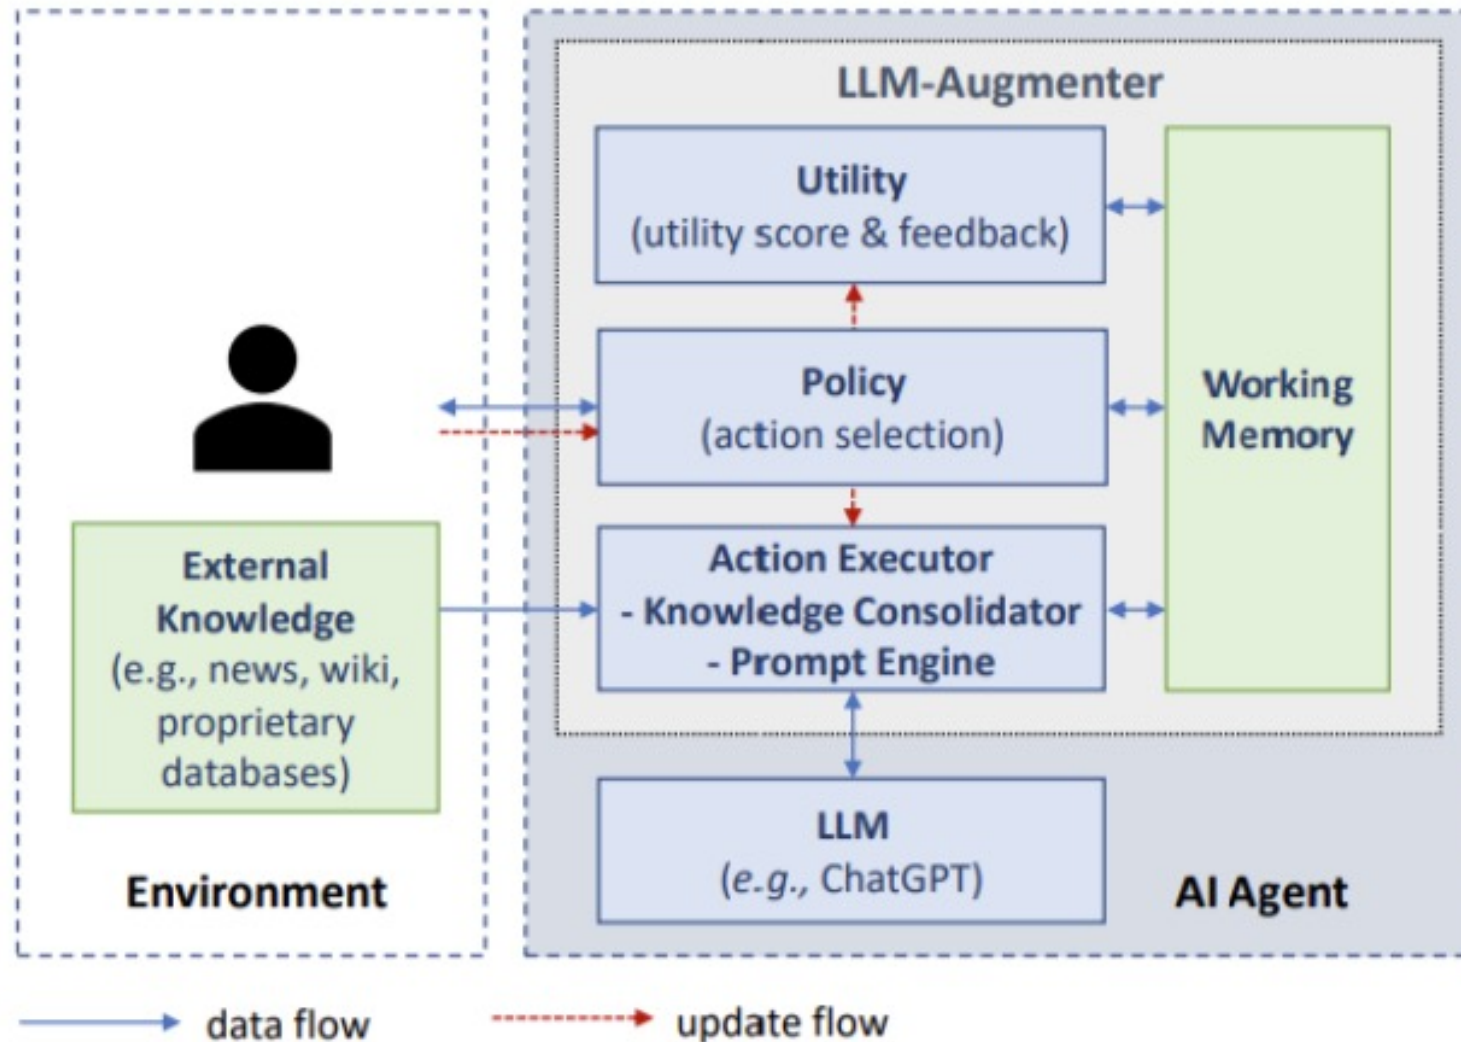 LLM-Augmenter
Utility
(utility score & feedback)
Policy
(action selection)
Working
Memory
Action Executor
- Knowledge Consolidator
- Prompt Engine
External
Knowledge
(e.g., news, wiki,
proprietary
databases)
LLM
(e.g., ChatGPT)
Environment
AI Agent
data flow
update flow